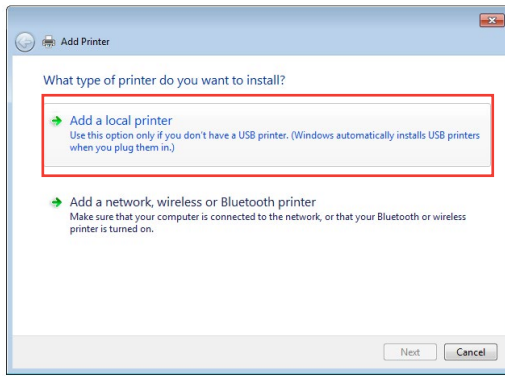 Add Printer
What type of printer do you want to install?
Add a local printer
Use this option only if you don't have a USB printer. (Windows automatically installs USB printers
when you plug them in.)
Add a network, wireless or Bluetooth printer
Make sure that your computer is connected to the network, or that your Bluetooth or wireless
printer is turned on.
Next Cancel